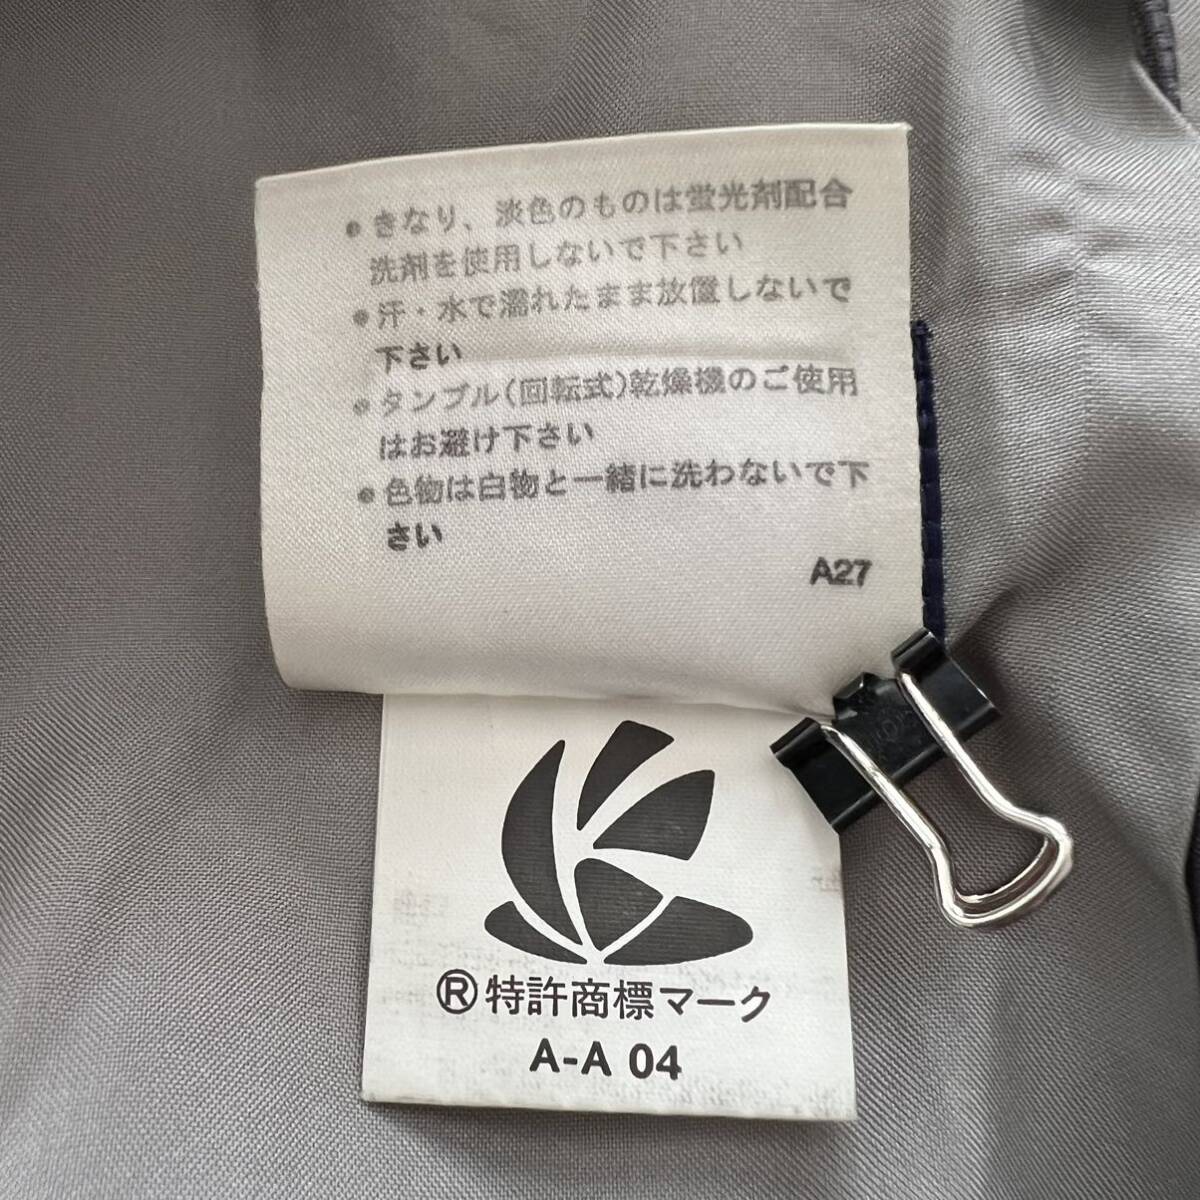 ● きなり、淡色のものは蛍光剤配合
洗剤を使用しないで下さい
● 汗・水で濡れたまま放置しないで
下さい
● タンブル(回転式)乾燥機のご使用
はお避け下さい
● 色物は白物と一緒に洗わないで下
さい
A27
®特許商標マーク
A-A 04